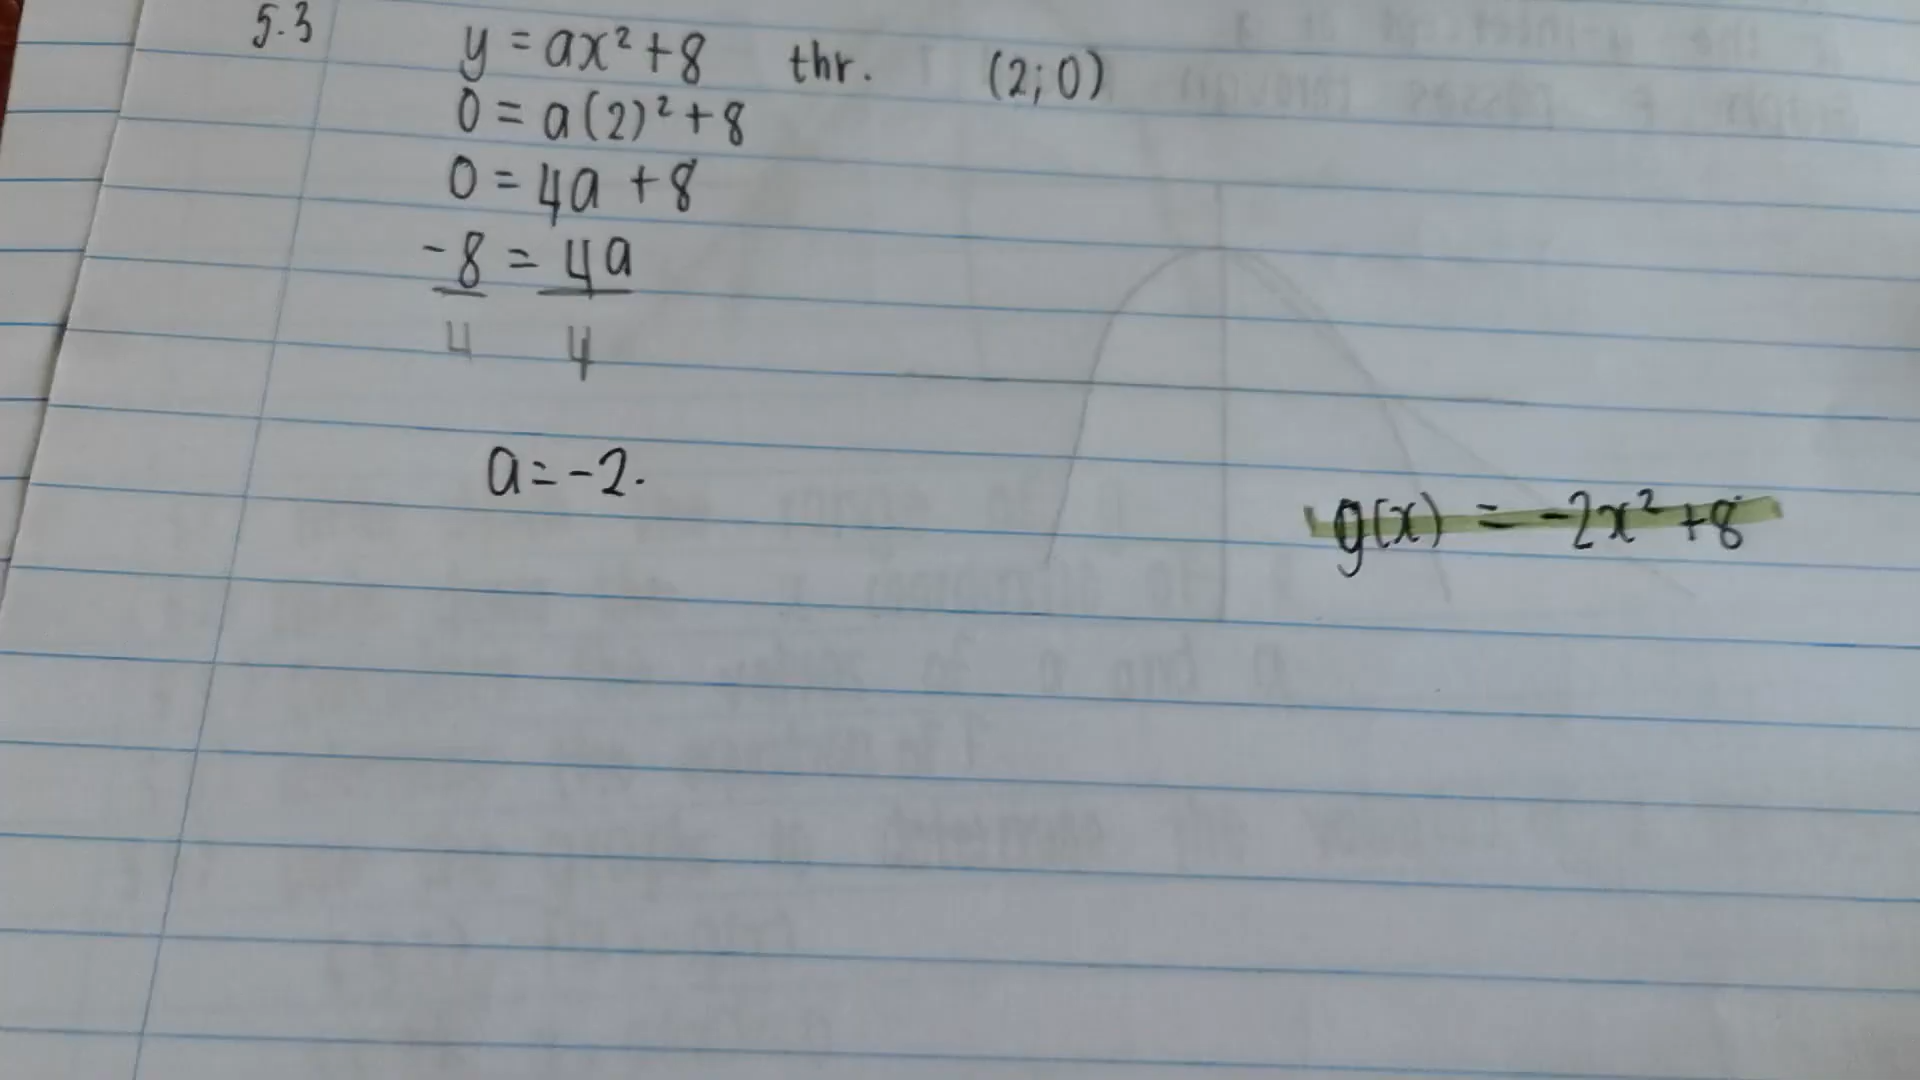 5.3 y = ax² + 8 thr. (2;0)
0 = a(2)² + 8
0 = 4a + 8
-8 = 4a
4 4
a = -2.
g(x) = -2x² + 8